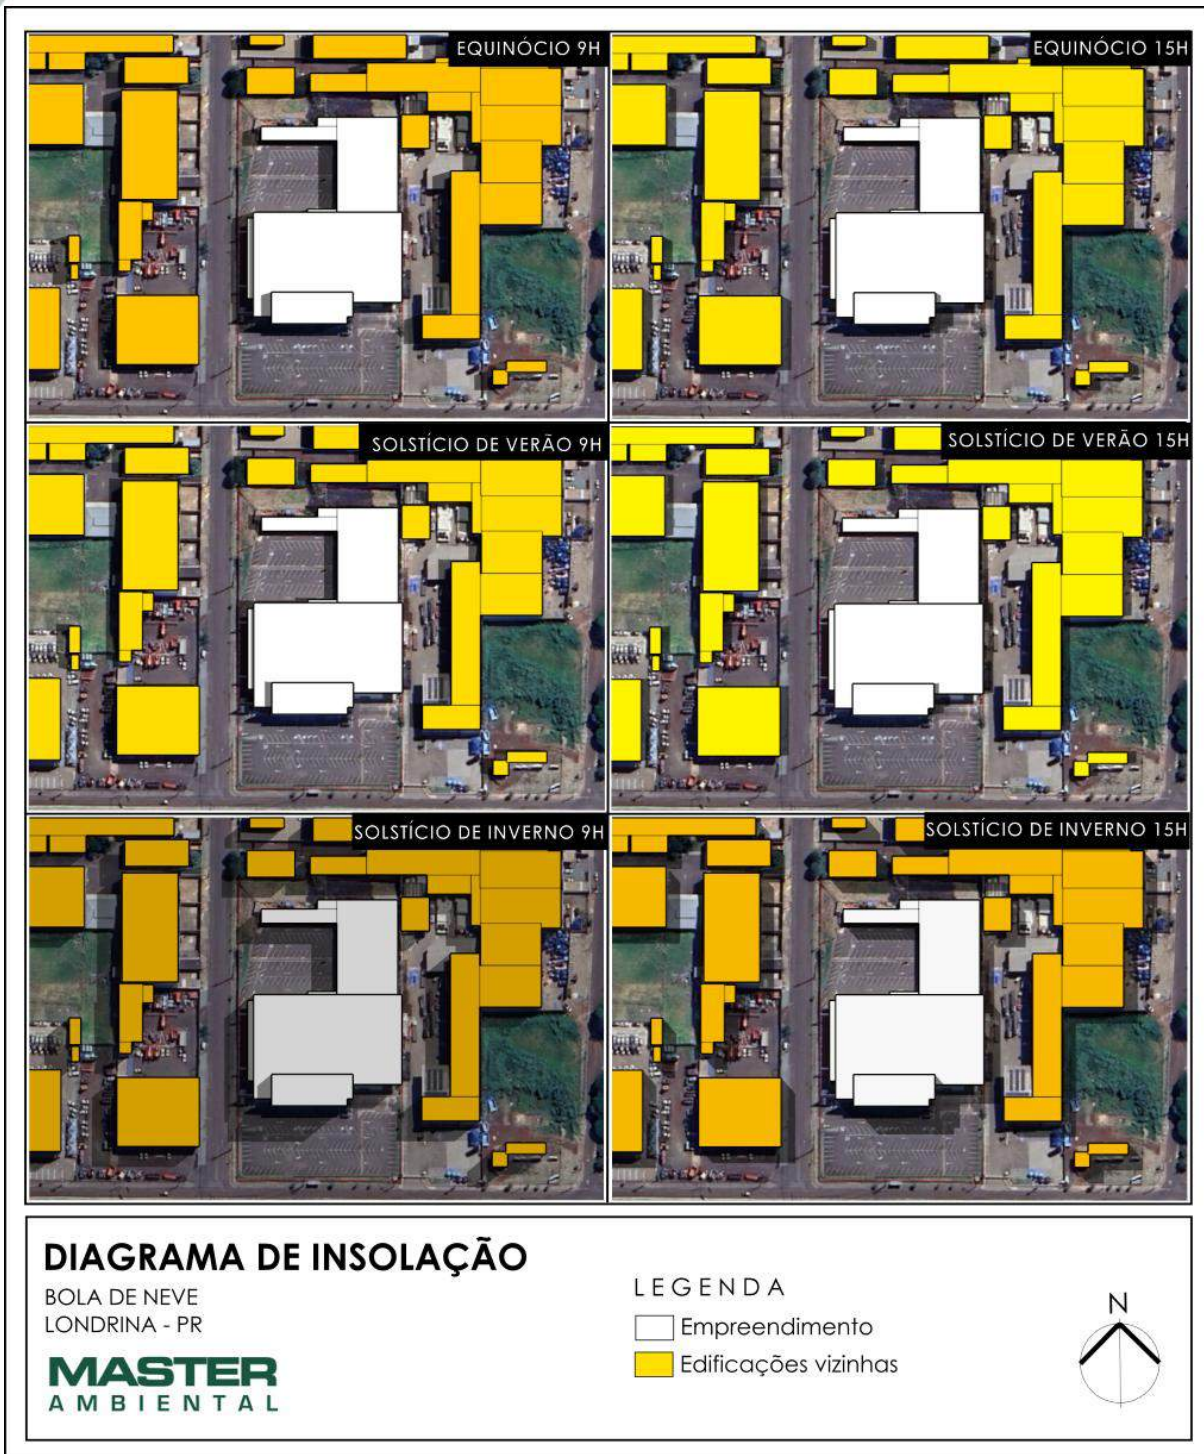 EQUINÓCIO 9H
EQUINÓCIO 15H
SOLSTÍCIO DE VERÃO 9H
SOLSTÍCIO DE VERÃO 15H
SOLSTÍCIO DE INVERNO 9H
SOLSTÍCIO DE INVERNO 15H
DIAGRAMA DE INSOLAÇÃO
BOLA DE NEVE
LONDRINA - PR
MASTER
AMBIENTAL
LEGENDA
Empreendimento
Edificações vizinhas
N